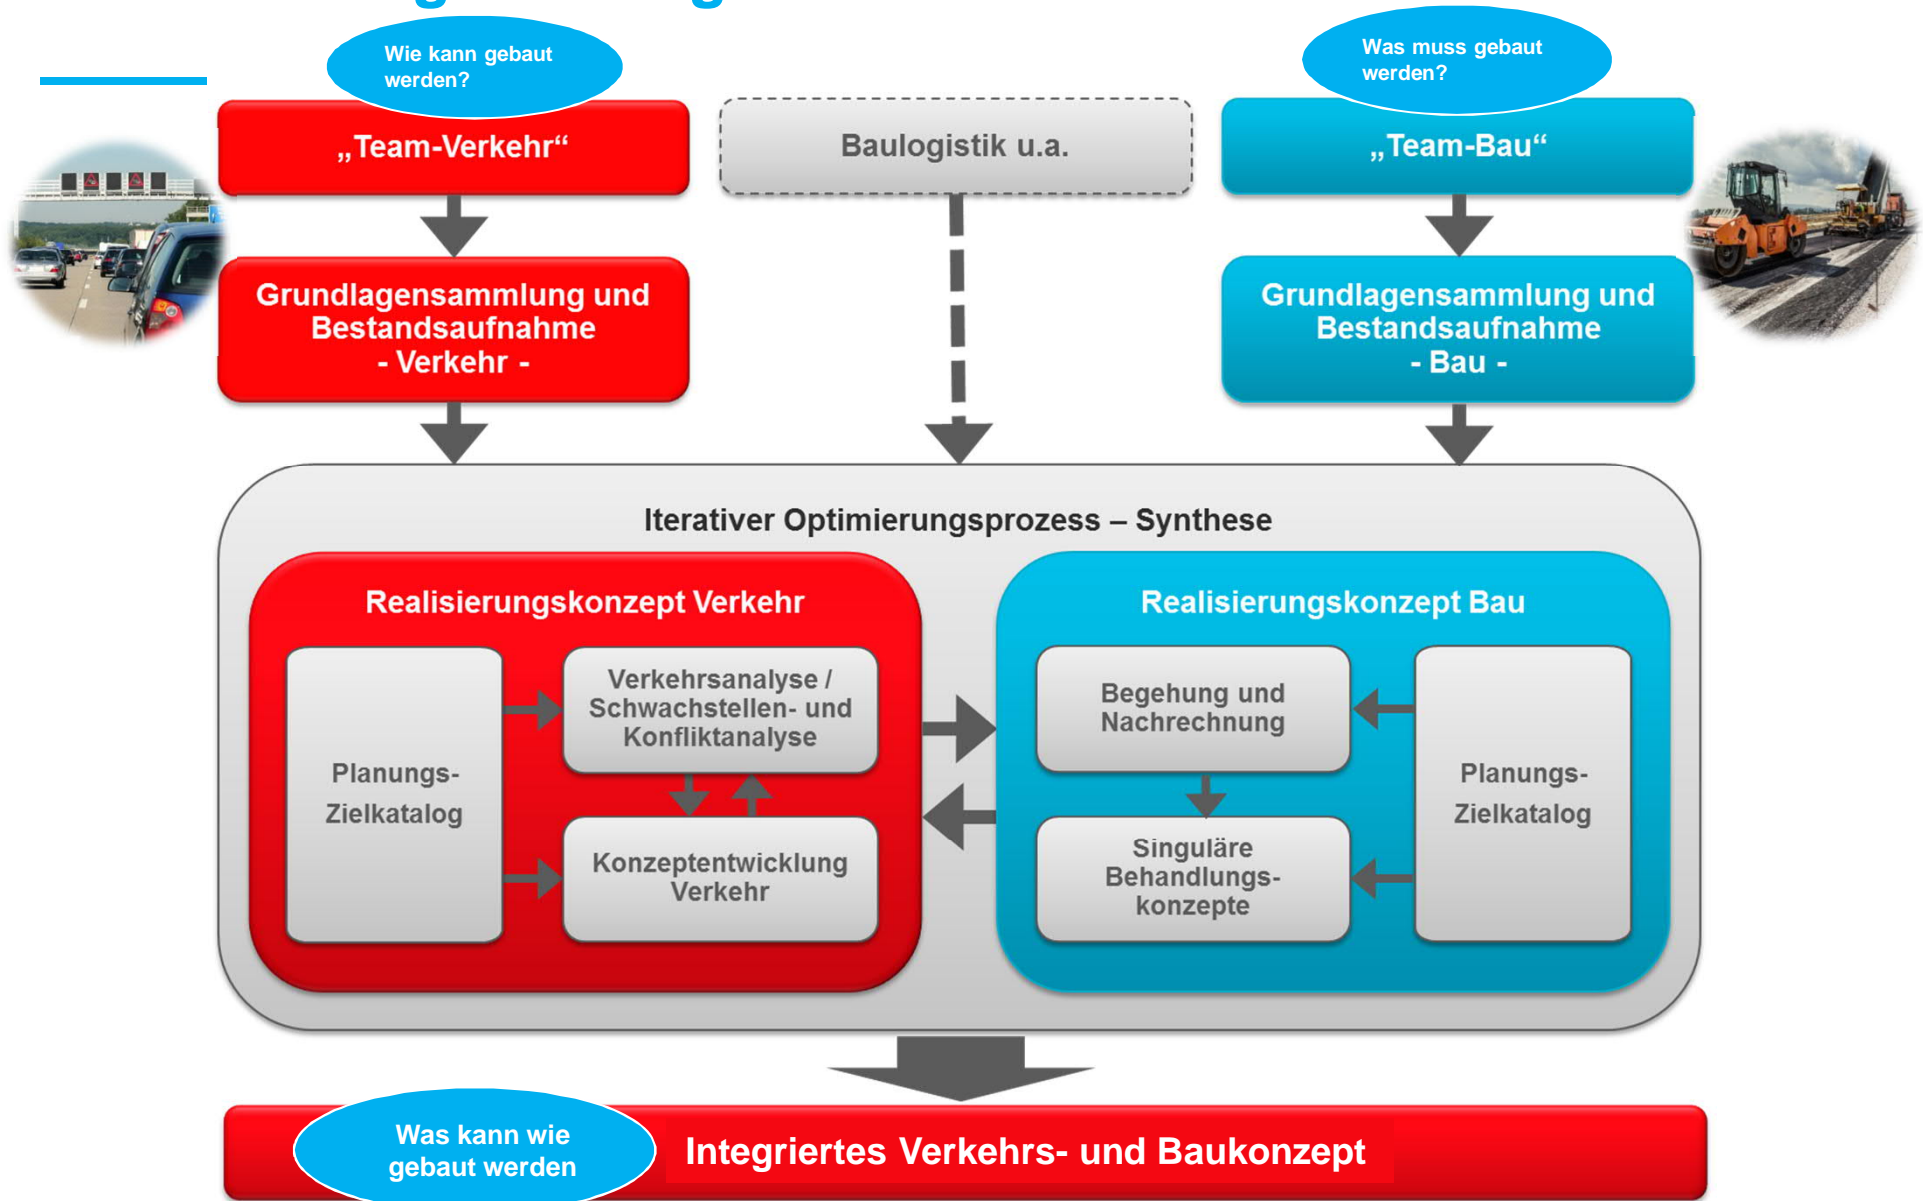 Wie kann gebaut
werden?
Was muss gebaut
werden?
„Team-Verkehr“
Baulogistik u.a.
„Team-Bau“
Grundlagensammlung und
Bestandsaufnahme
- Verkehr -
Grundlagensammlung und
Bestandsaufnahme
- Bau -
Iterativer Optimierungsprozess – Synthese
Realisierungskonzept Verkehr
Planungs-
Zielkatalog
Verkehrsanalyse /
Schwachstellen- und
Konfliktanalyse
Konzeptentwicklung
Verkehr
Realisierungskonzept Bau
Begehung und
Nachrechnung
Singuläre
Behandlungs-
konzepte
Planungs-
Zielkatalog
Was kann wie
gebaut werden
Integriertes Verkehrs- und Baukonzept